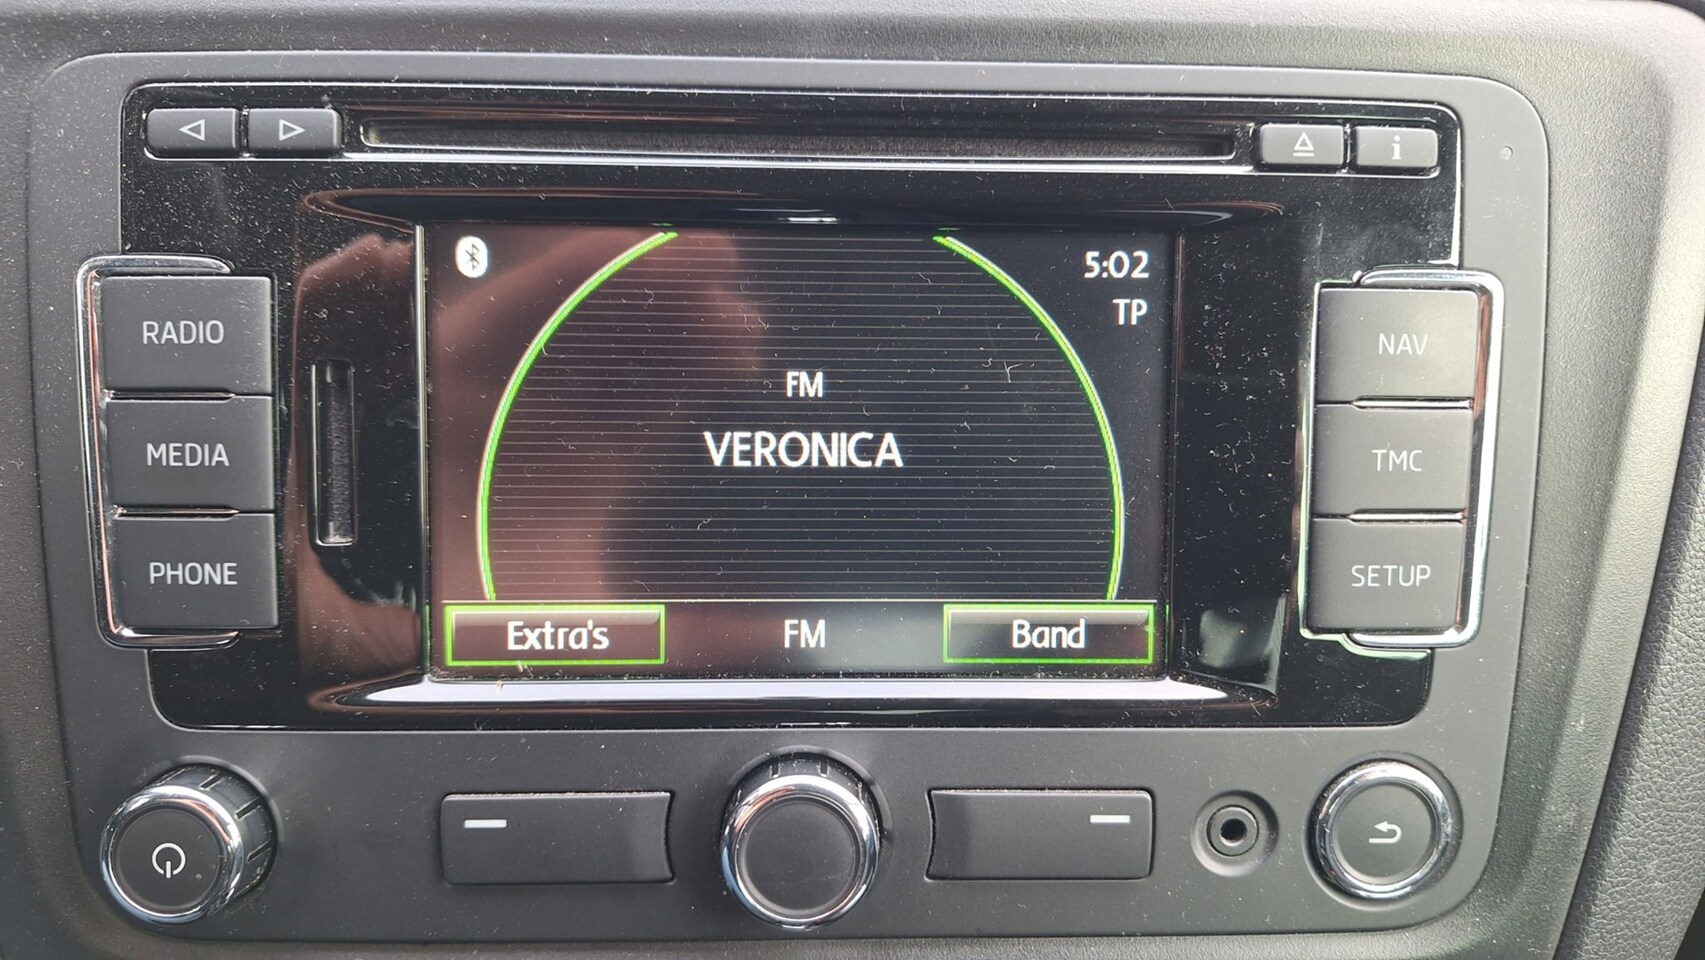 i
5:02
TP
RADIO
MEDIA
PHONE
FM
VERONICA
NAV
TMC
SETUP
Extra's
FM
Band